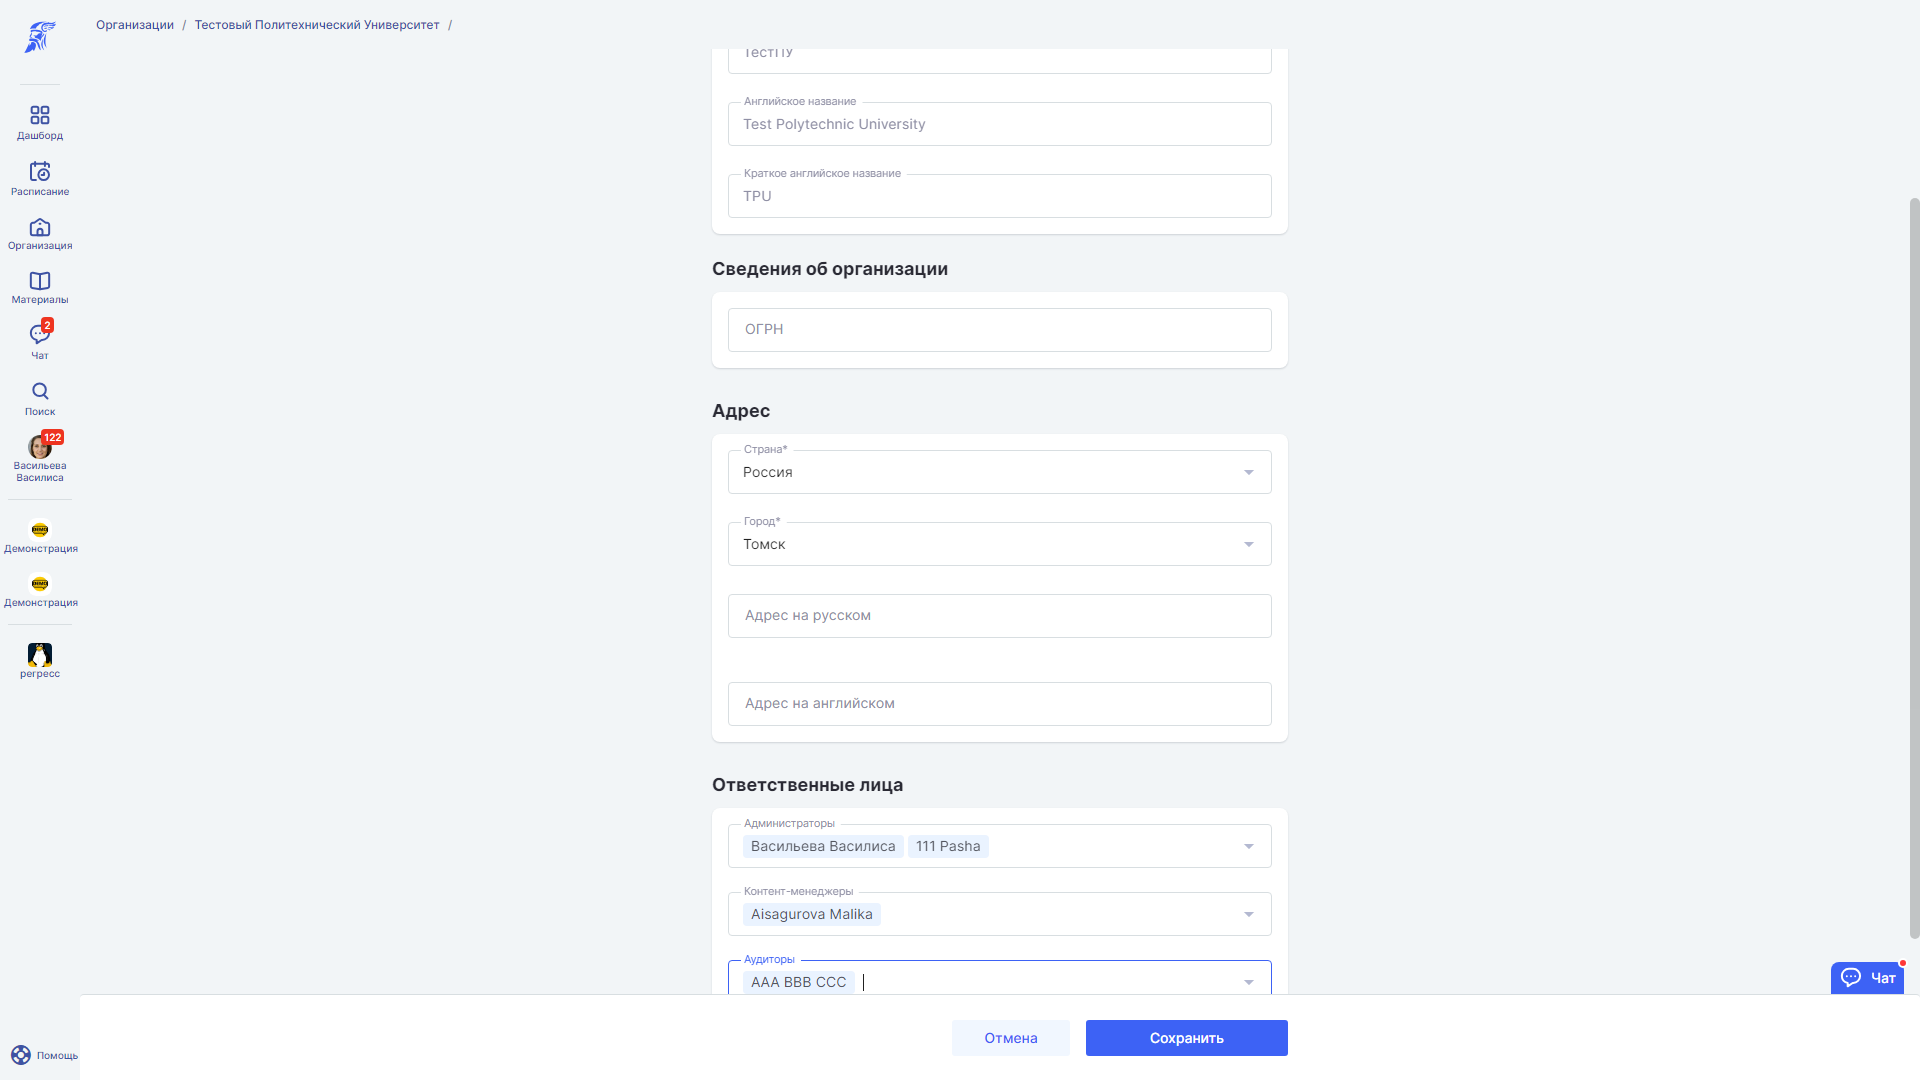 Организации / Тестовый Политехнический Университет /
Дашборд
Расписание
Организация
Материалы
2
Чат
Поиск
122
Васильева
Василиса
DEMO
Демонстрация
DEMO
Демонстрация
регресс
Помощь
ТестПУ
Английское название
Test Polytechnic University
Краткое английское название
TPU
Сведения об организации
ОГРН
Адрес
Страна*
Россия
Город*
Томск
Адрес на русском
Адрес на английском
Ответственные лица
Администраторы
Васильева Василиса 111 Pasha
Контент-менеджеры
Aisagurova Malika
Аудиторы
AAA BBB CCC
Чат
Отмена
Сохранить